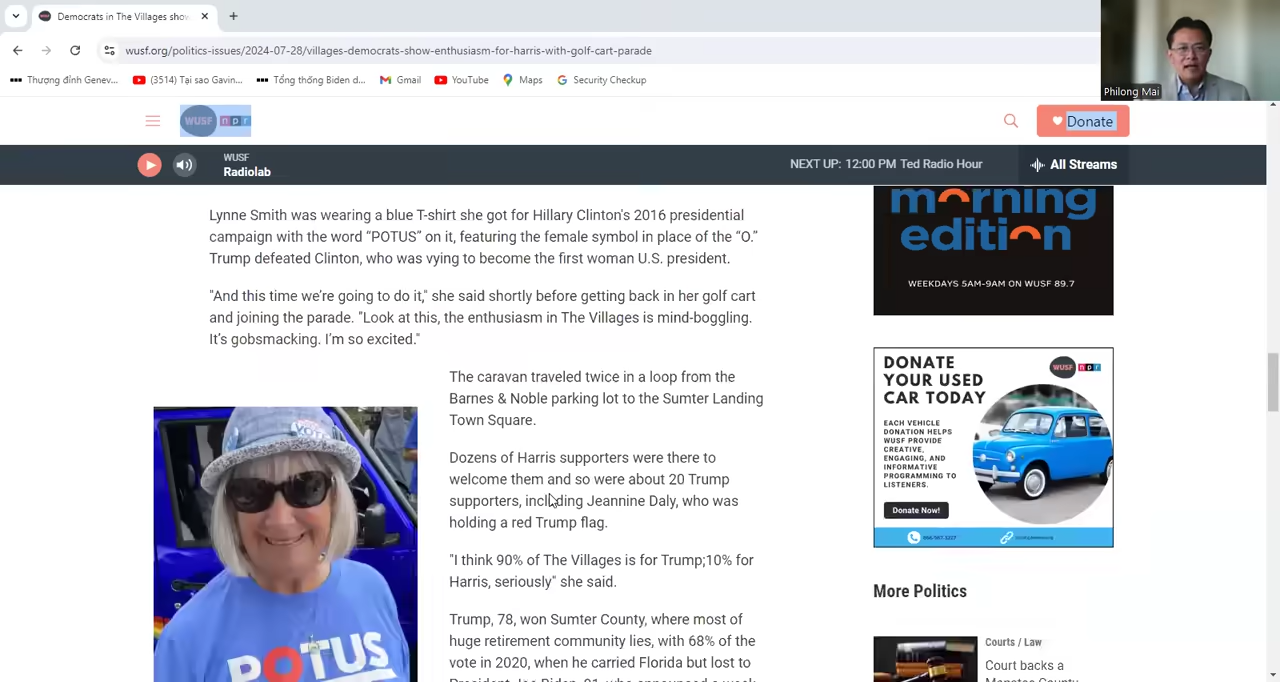 Democrats in The Villages show
wusf.org/politics-issues/2024-07-28/villages-democrats-show-enthusiasm-for-harris-with-golf-cart-parade
Thượng đỉnh Genev...
(3514) Tại sao Gavin...
Tổng thống Biden d...
Gmail
YouTube
Maps
Security Checkup
Philong Mai
WUSF npr
Donate
WUSF
Radiolab
NEXT UP: 12:00 PM Ted Radio Hour
All Streams
Lynne Smith was wearing a blue T-shirt she got for Hillary Clinton's 2016 presidential
campaign with the word “POTUS” on it, featuring the female symbol in place of the “O.”
Trump defeated Clinton, who was vying to become the first woman U.S. president.
"And this time we’re going to do it," she said shortly before getting back in her golf cart
and joining the parade. "Look at this, the enthusiasm in The Villages is mind-boggling.
It’s gobsmacking. I’m so excited."
The caravan traveled twice in a loop from the
Barnes & Noble parking lot to the Sumter Landing
Town Square.
Dozens of Harris supporters were there to
welcome them and so were about 20 Trump
supporters, including Jeannine Daly, who was
holding a red Trump flag.
"I think 90% of The Villages is for Trump;10% for
Harris, seriously" she said.
Trump, 78, won Sumter County, where most of
huge retirement community lies, with 68% of the
vote in 2020, when he carried Florida but lost to
President Joe Biden, 81, who announced a week
POTUS
morning
edition
WEEKDAYS 5AM-9AM ON WUSF 89.7
DONATE
YOUR USED
CAR TODAY
WUSF npr
EACH VEHICLE
DONATION HELPS
WUSF PROVIDE
CREATIVE,
ENGAGING, AND
INFORMATIVE
PROGRAMMING TO
LISTENERS.
Donate Now!
More Politics
Courts / Law
Court backs a